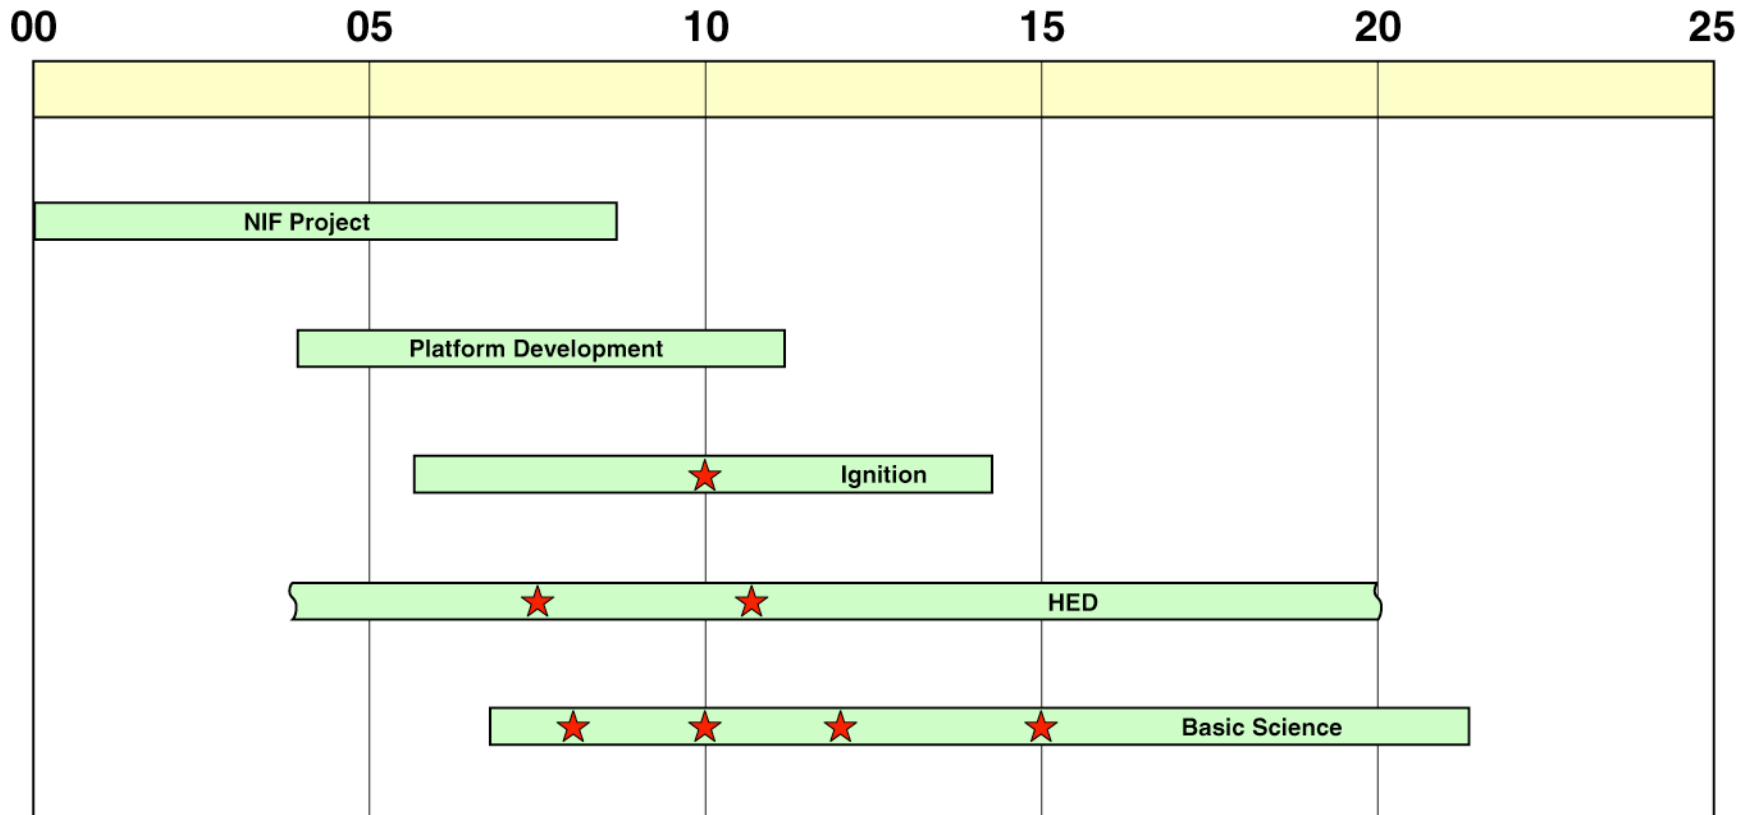 00 05 10 15 20 25
NIF Project
Platform Development
Ignition
HED
Basic Science